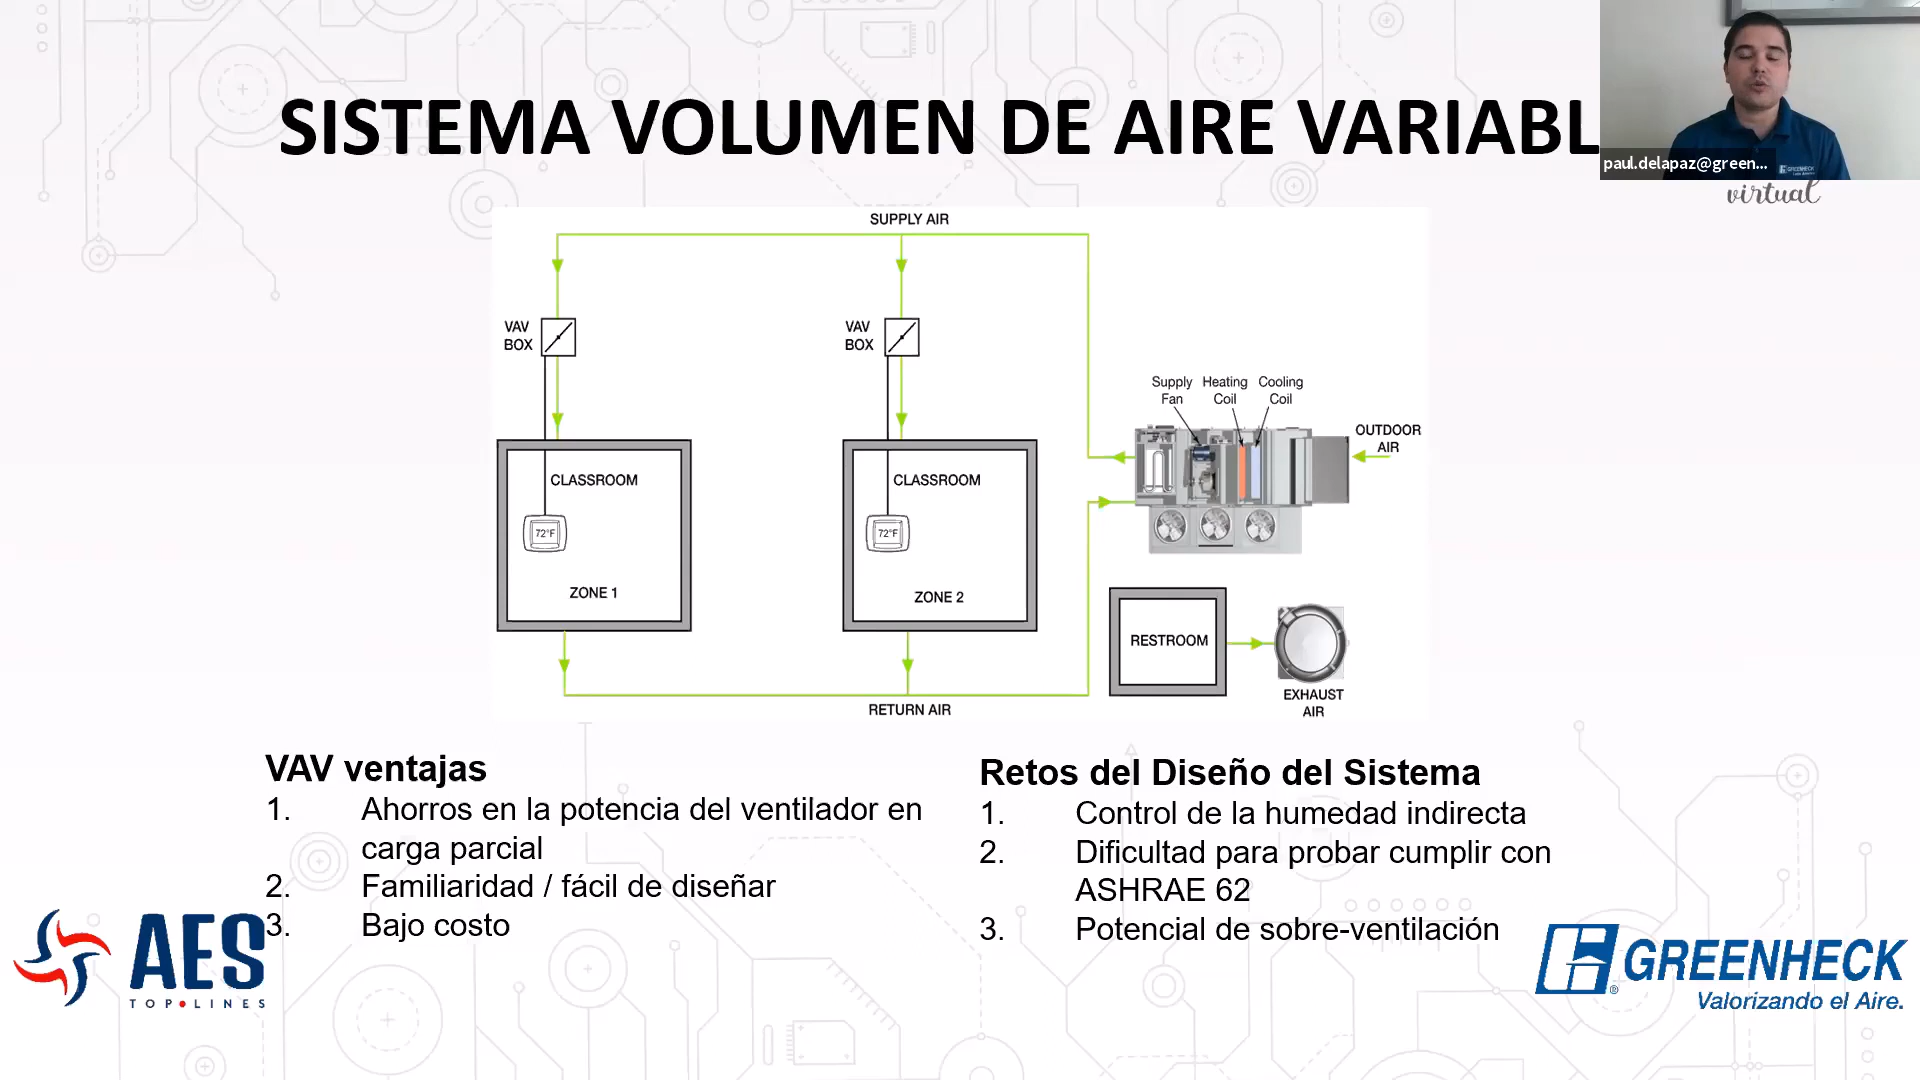 SISTEMA VOLUMEN DE AIRE VARIABL
paul.delapaz@green...
GREENHECK
virtual
SUPPLY AIR
VAV
BOX
VAV
BOX
Supply
Fan
Heating
Coil
Cooling
Coil
OUTDOOR
AIR
CLASSROOM
72°F
ZONE 1
CLASSROOM
72°F
ZONE 2
RESTROOM
EXHAUST
AIR
RETURN AIR
VAV ventajas
1. Ahorros en la potencia del ventilador en
carga parcial
2. Familiaridad / fácil de diseñar
3. Bajo costo
Retos del Diseño del Sistema
1. Control de la humedad indirecta
2. Dificultad para probar cumplir con
ASHRAE 62
3. Potencial de sobre-ventilación
AES
TOP•LINES
GREENHECK
®
Valorizando el Aire.